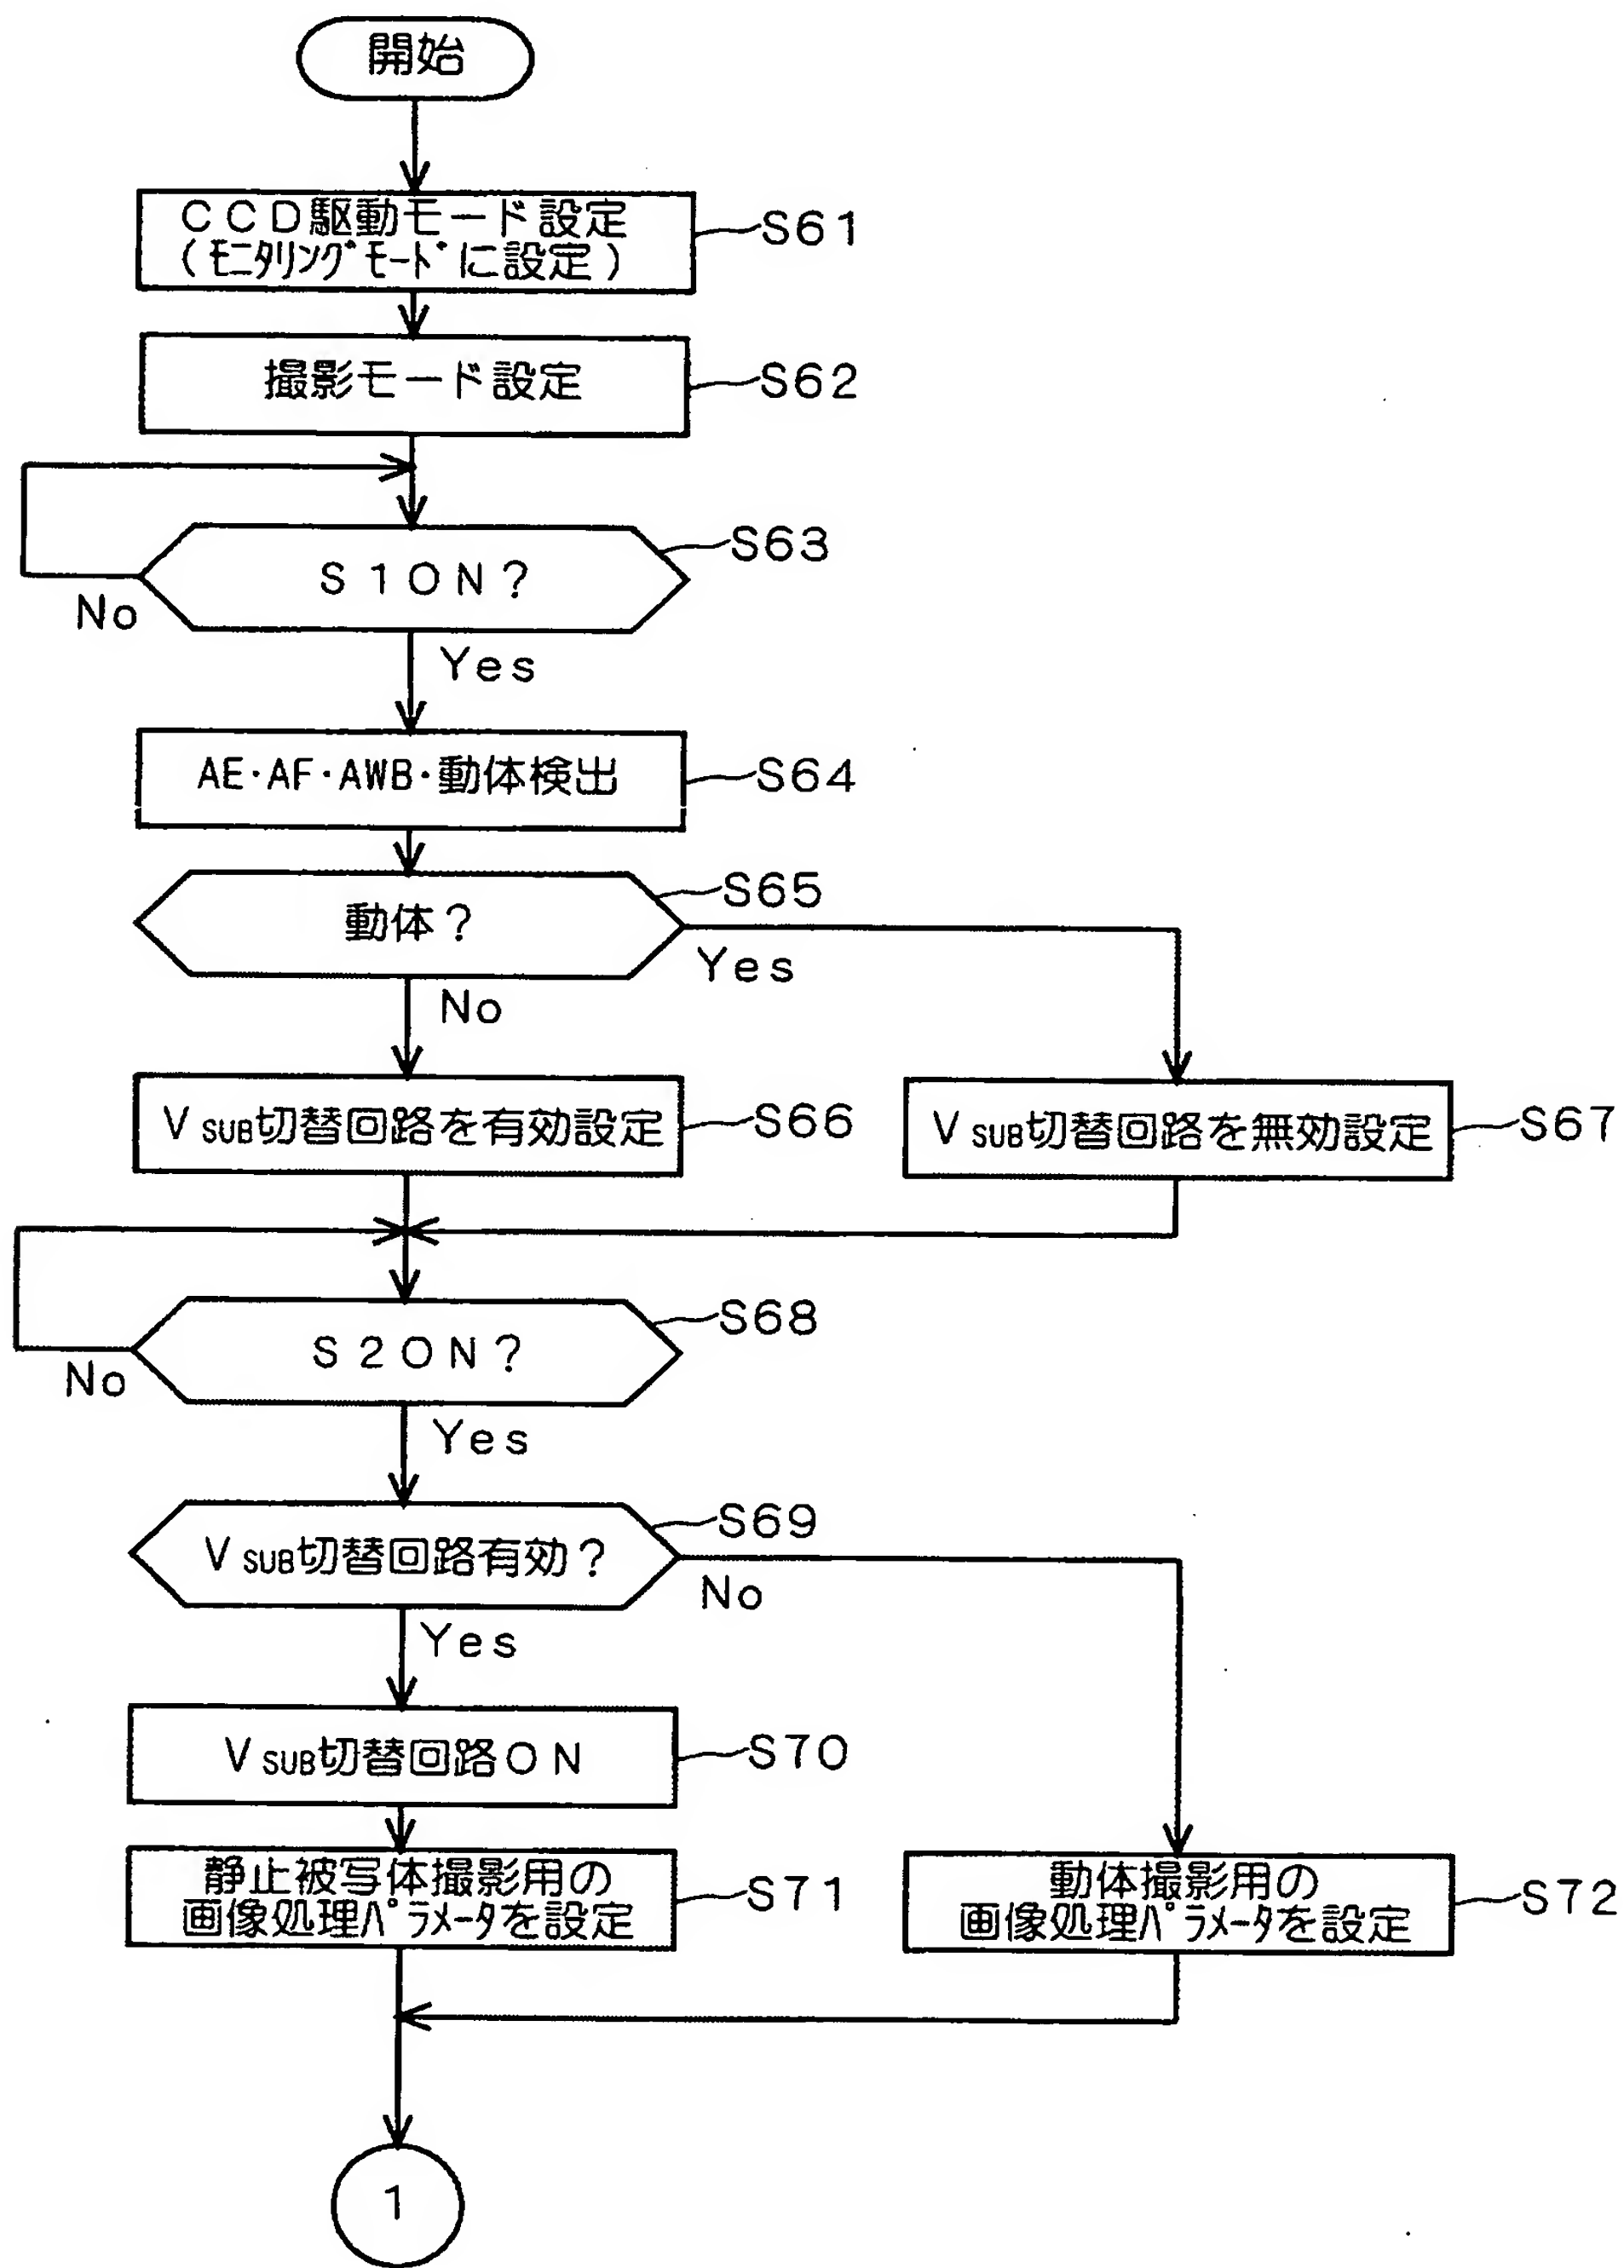 開始
CCD駆動モード設定
(ﾓﾆﾀﾘﾝｸﾞﾓｰﾄﾞに設定)
S61
撮影モード設定
S62
S1ON?
S63
No
Yes
AE・AF・AWB・動体検出
S64
動体?
S65
Yes
No
VSUB切替回路を有効設定
S66
VSUB切替回路を無効設定
S67
S2ON?
S68
No
Yes
VSUB切替回路有効?
S69
No
Yes
VSUB切替回路ON
S70
静止被写体撮影用の
画像処理ﾊﾟﾗﾒｰﾀを設定
S71
動体撮影用の
画像処理ﾊﾟﾗﾒｰﾀを設定
S72
1